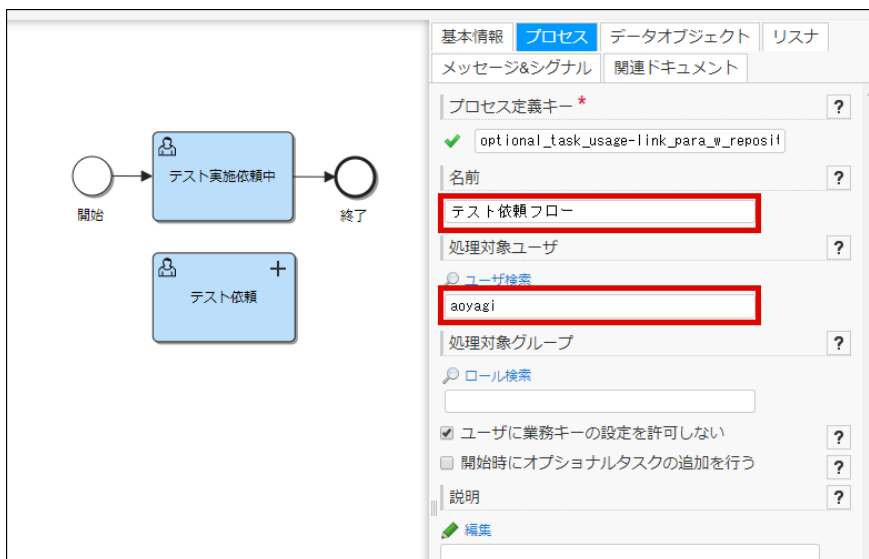 テスト実施依頼中
開始
終了
テスト依頼
基本情報 プロセス データオブジェクト リスナ
メッセージ&シグナル 関連ドキュメント
プロセス定義キー * ?
optional_task_usage-link_para_w_reposit
名前 ?
テスト依頼フロー
処理対象ユーザ ?
ユーザ検索
aoyagi
処理対象グループ ?
ロール検索
ユーザに業務キーの設定を許可しない ?
開始時にオプショナルタスクの追加を行う ?
説明 ?
編集